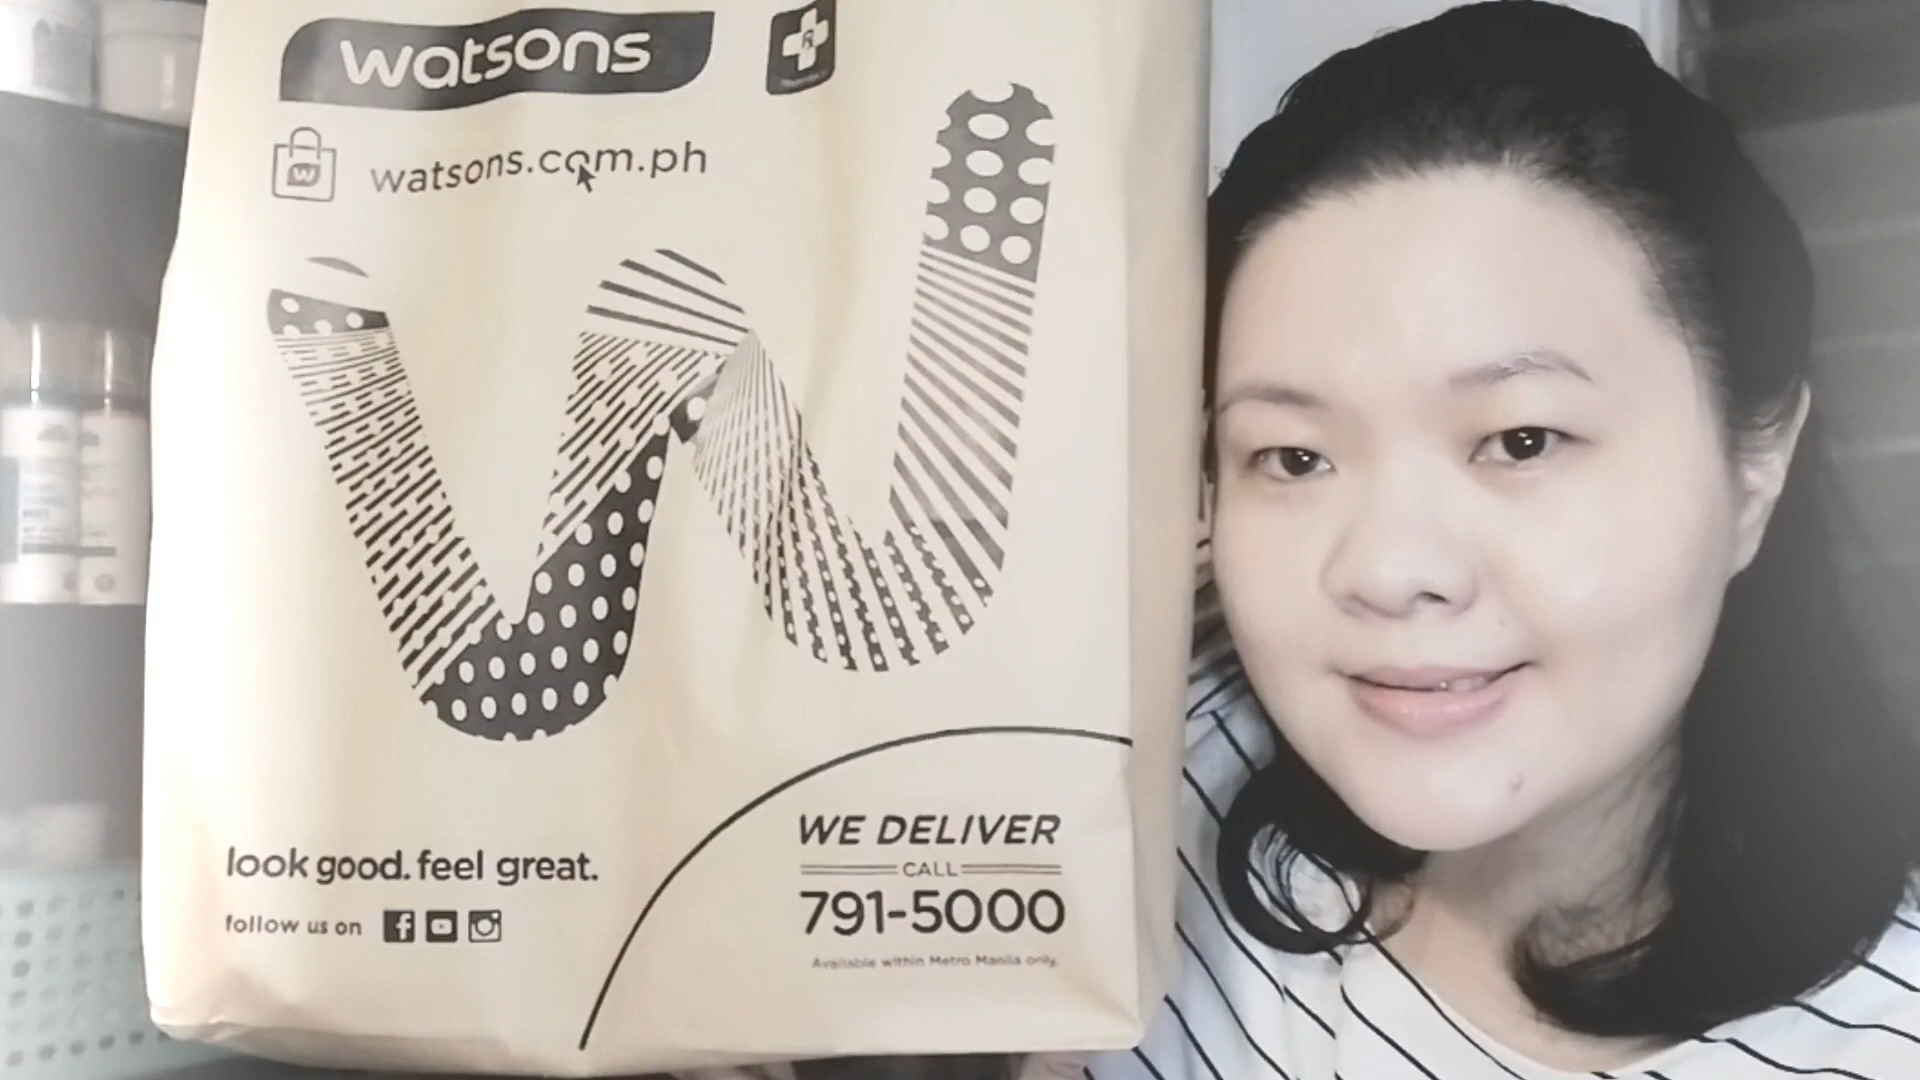 watsons
watsons.com.ph
look good. feel great.
follow us on
WE DELIVER
CALL
791-5000
Available within Metro Manila only.